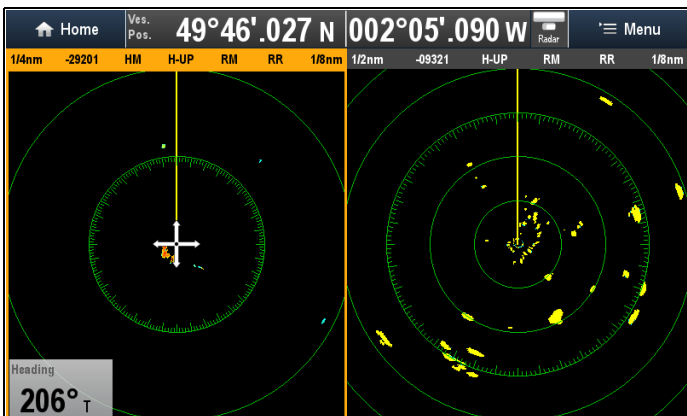 Home
Ves.
Pos.
49°46'.027 N
002°05'.090 W
Radar
Menu
1/4nm -29201 HM H-UP RM RR 1/8nm
1/2nm -09321 H-UP RM RR 1/8nm
Heading
206° T